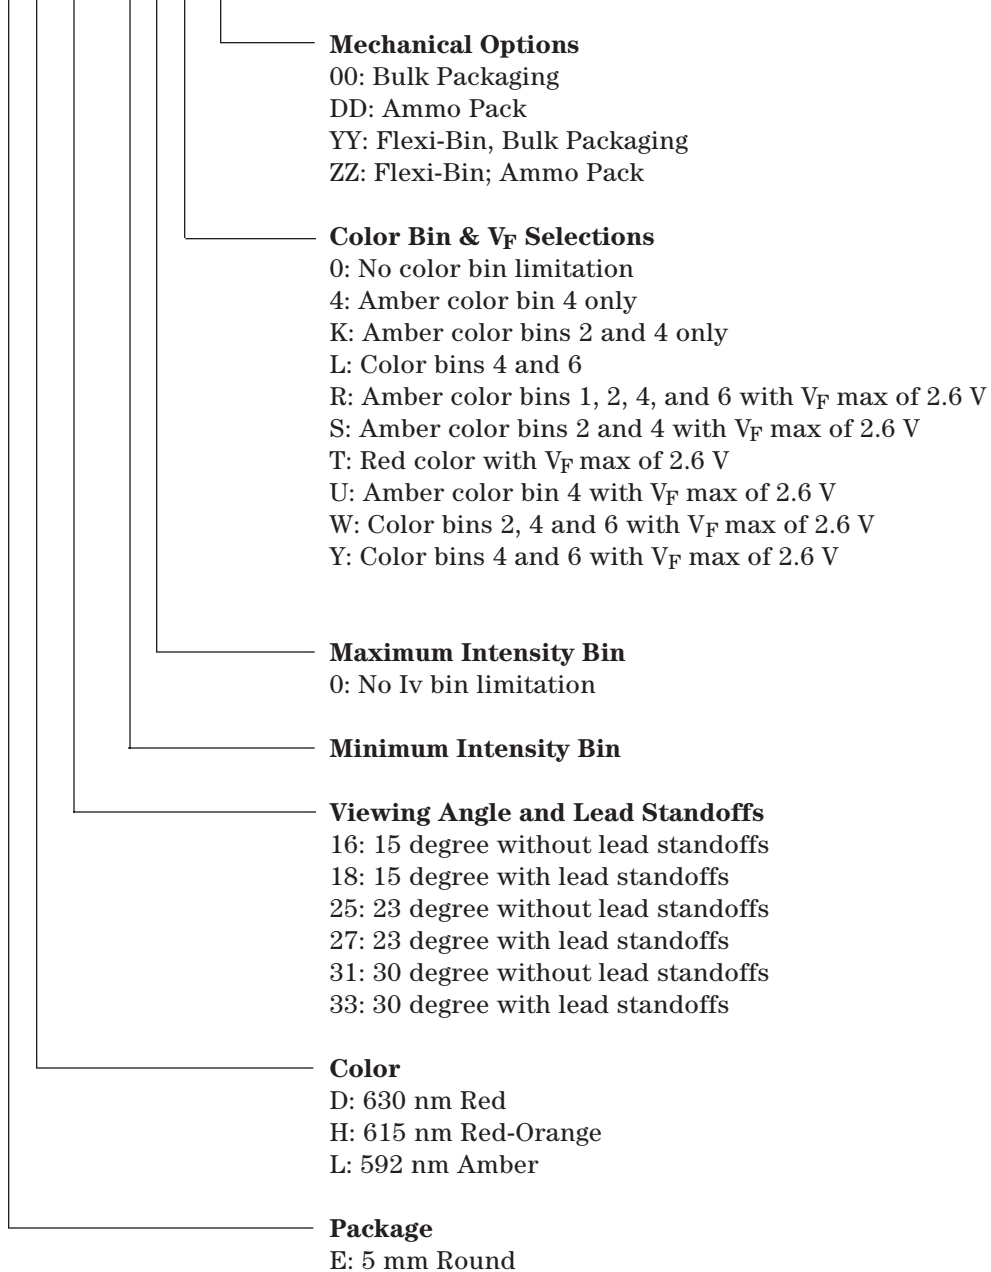 Mechanical Options
00: Bulk Packaging
DD: Ammo Pack
YY: Flexi-Bin, Bulk Packaging
ZZ: Flexi-Bin; Ammo Pack
Color Bin & VF Selections
0: No color bin limitation
4: Amber color bin 4 only
K: Amber color bins 2 and 4 only
L: Color bins 4 and 6
R: Amber color bins 1, 2, 4, and 6 with VF max of 2.6 V
S: Amber color bins 2 and 4 with VF max of 2.6 V
T: Red color with VF max of 2.6 V
U: Amber color bin 4 with VF max of 2.6 V
W: Color bins 2, 4 and 6 with VF max of 2.6 V
Y: Color bins 4 and 6 with VF max of 2.6 V
Maximum Intensity Bin
0: No Iv bin limitation
Minimum Intensity Bin
Viewing Angle and Lead Standoffs
16: 15 degree without lead standoffs
18: 15 degree with lead standoffs
25: 23 degree without lead standoffs
27: 23 degree with lead standoffs
31: 30 degree without lead standoffs
33: 30 degree with lead standoffs
Color
D: 630 nm Red
H: 615 nm Red-Orange
L: 592 nm Amber
Package
E: 5 mm Round